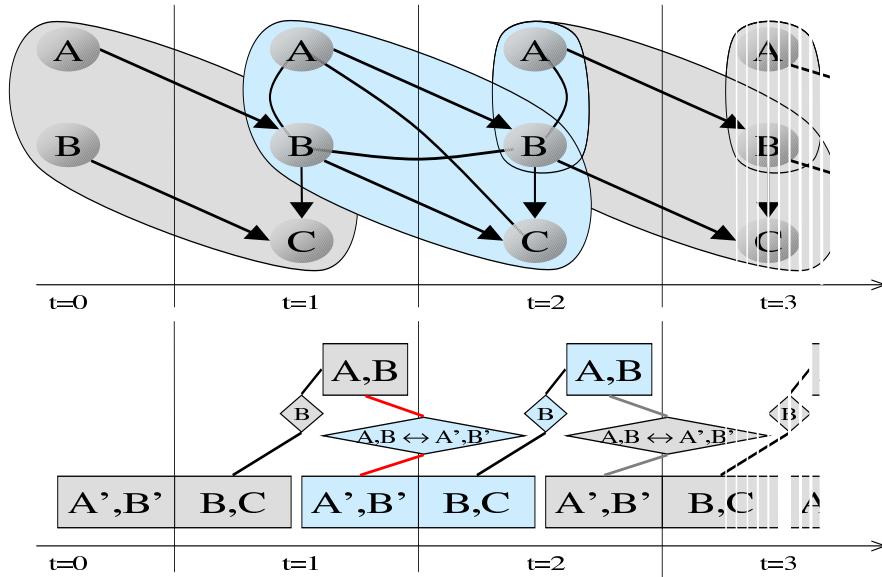 A A A A
B B B B
C C C
t=0 t=1 t=2 t=3
A,B A,B
B B B
A,B ↔ A',B' A,B ↔ A',B'
A',B' B,C A',B' B,C A',B' B,C A
t=0 t=1 t=2 t=3